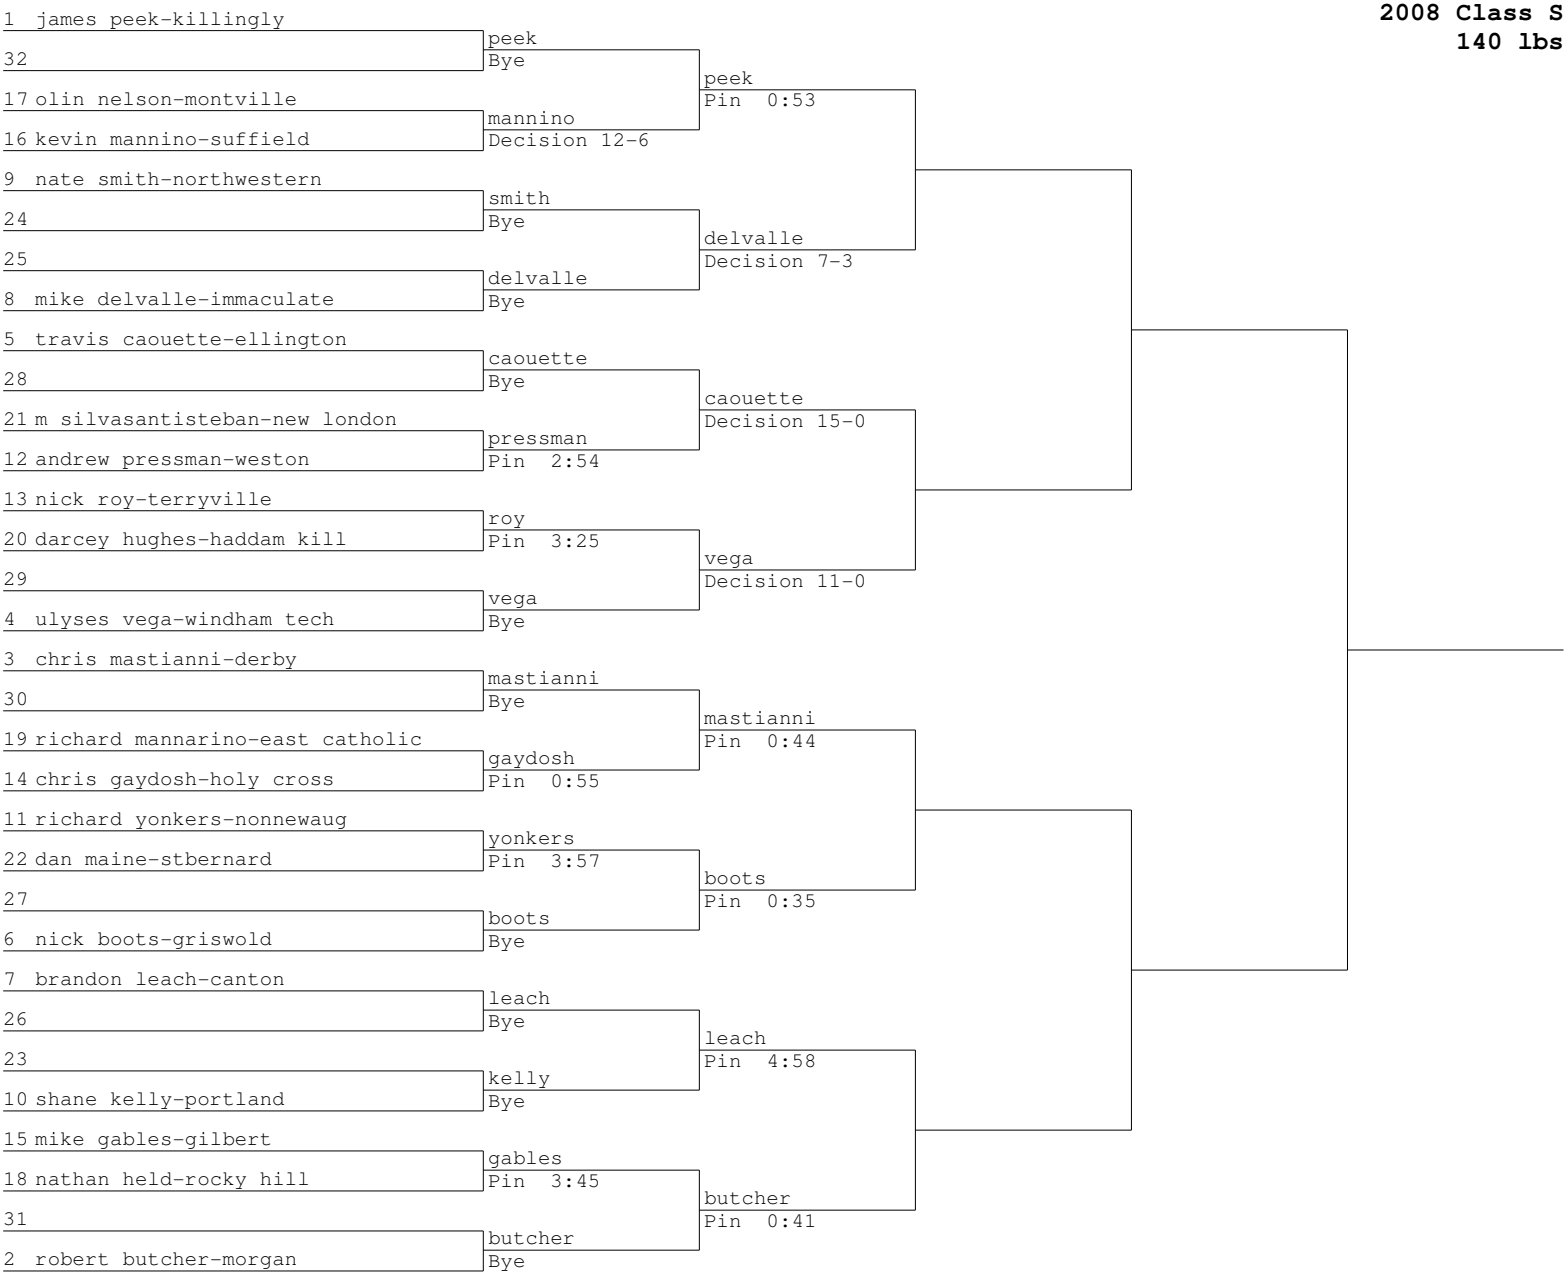 2008 Class S
140 lbs
1 james peek-killingly
32
17 olin nelson-montville
16 kevin mannino-suffield
9 nate smith-northwestern
24
25
8 mike delvalle-immaculate
5 travis caouette-ellington
28
21 m silvasantisteban-new london
12 andrew pressman-weston
13 nick roy-terryville
20 darcey hughes-haddam kill
29
4 ulyses vega-windham tech
3 chris mastianni-derby
30
19 richard mannarino-east catholic
14 chris gaydosh-holy cross
11 richard yonkers-nonnewaug
22 dan maine-stbernard
27
6 nick boots-griswold
7 brandon leach-canton
26
23
10 shane kelly-portland
15 mike gables-gilbert
18 nathan held-rocky hill
31
2 robert butcher-morgan
peek
Bye
mannino
Decision 12-6
smith
Bye
delvalle
Bye
caouette
Bye
pressman
Pin 2:54
roy
Pin 3:25
vega
Bye
mastianni
Bye
gaydosh
Pin 0:55
yonkers
Pin 3:57
boots
Bye
leach
Bye
kelly
Bye
gables
Pin 3:45
butcher
Bye
peek
Pin 0:53
delvalle
Decision 7-3
caouette
Decision 15-0
vega
Decision 11-0
mastianni
Pin 0:44
boots
Pin 0:35
leach
Pin 4:58
butcher
Pin 0:41